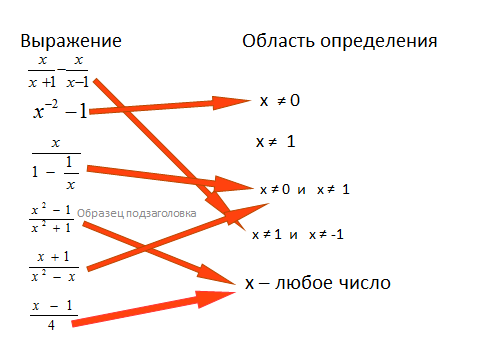 Выражение
Область определения
x/(x+1) − x/(x−1)
x⁻² −1
x ≠ 0
x ≠ 1
x/(1 − 1/x)
x ≠ 0 и x ≠ 1
(x² − 1)/(x² + 1)
Образец подзаголовка
x ≠ 1 и x ≠ -1
(x + 1)/(x² − x)
x – любое число
(x − 1)/4